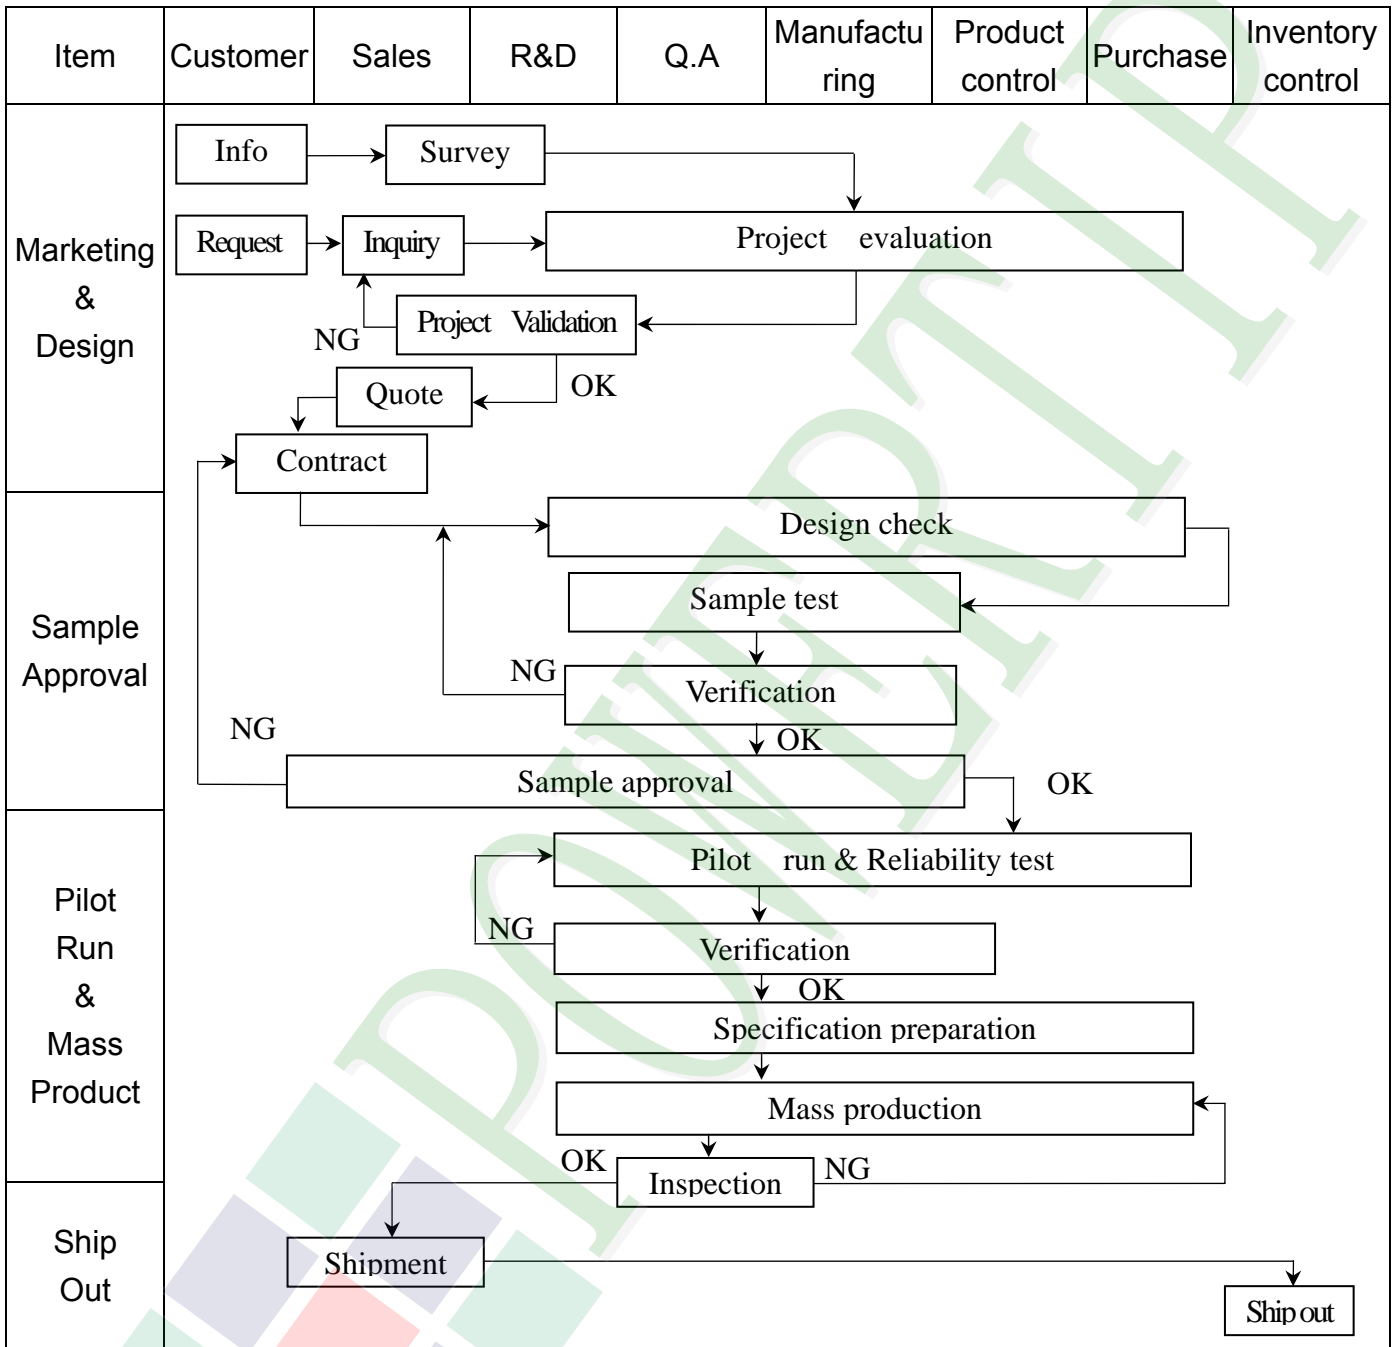 Item
Customer
Sales
R&D
Q.A
Manufactu
ring
Product
control
Purchase
Inventory
control
Marketing
&
Design
Info
Survey
Request
Inquiry
Project evaluation
NG
Project Validation
Quote
OK
Contract
Sample
Approval
Design check
Sample test
NG
Verification
NG
OK
Sample approval
OK
Pilot
Run
&
Mass
Product
Pilot run & Reliability test
NG
Verification
OK
Specification preparation
Mass production
OK
Inspection
NG
Ship
Out
Shipment
Ship out
POWERTIP